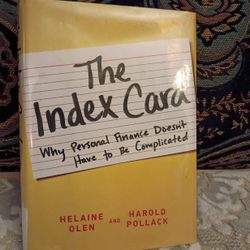 The
Index Card
Why Personal Finance Doesn't
Have to Be Complicated
HELAINE AND HAROLD
OLEN POLLACK